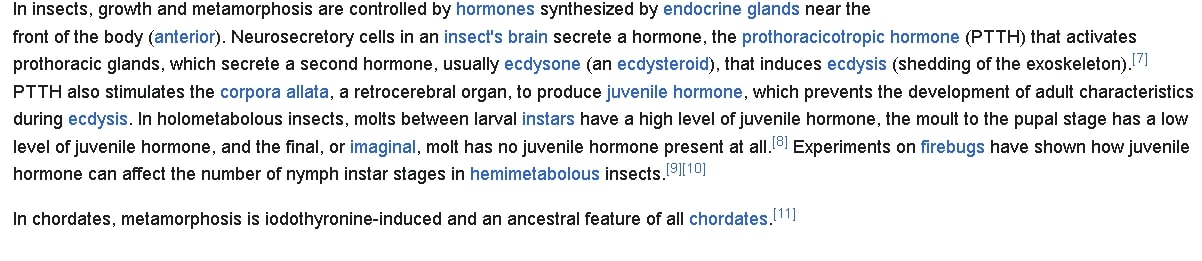 In insects, growth and metamorphosis are controlled by hormones synthesized by endocrine glands near the
front of the body (anterior). Neurosecretory cells in an insect's brain secrete a hormone, the prothoracicotropic hormone (PTTH) that activates
prothoracic glands, which secrete a second hormone, usually ecdysone (an ecdysteroid), that induces ecdysis (shedding of the exoskeleton).[7]
PTTH also stimulates the corpora allata, a retrocerebral organ, to produce juvenile hormone, which prevents the development of adult characteristics
during ecdysis. In holometabolous insects, molts between larval instars have a high level of juvenile hormone, the moult to the pupal stage has a low
level of juvenile hormone, and the final, or imaginal, molt has no juvenile hormone present at all.[8] Experiments on firebugs have shown how juvenile
hormone can affect the number of nymph instar stages in hemimetabolous insects.[9][10]
In chordates, metamorphosis is iodothyronine-induced and an ancestral feature of all chordates.[11]